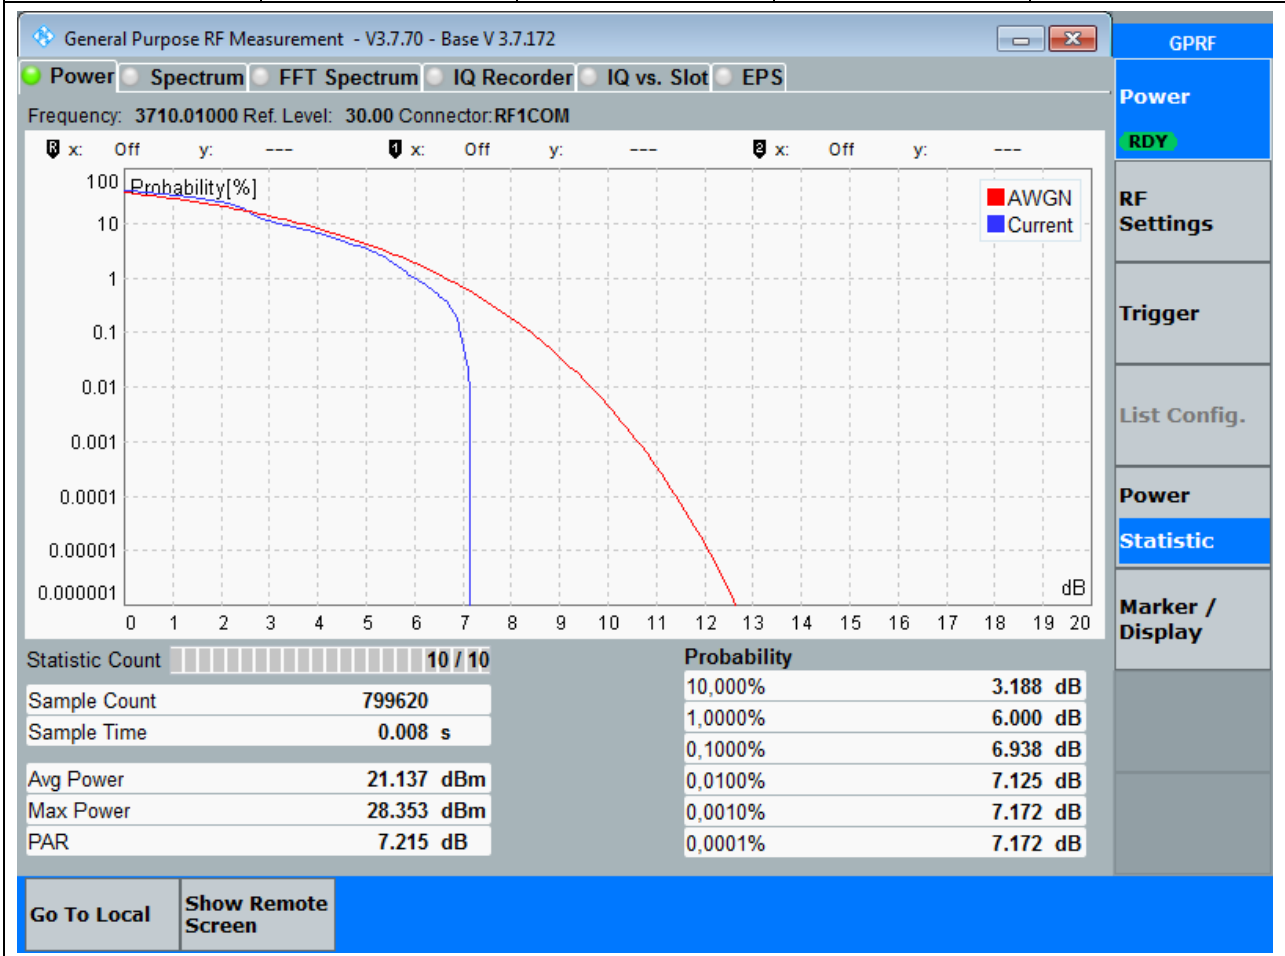 General Purpose RF Measurement - V3.7.70 - Base V 3.7.172
GPRF
Power Spectrum FFT Spectrum IQ Recorder IQ vs. Slot EPS
Frequency: 3710.01000 Ref. Level: 30.00 Connector:RF1COM
R x: Off y: --- 1 x: Off y: --- 2 x: Off y: ---
Probability[%]
AWGN
Current
100
10
1
0.1
0.01
0.001
0.0001
0.00001
0.000001
dB
0 1 2 3 4 5 6 7 8 9 10 11 12 13 14 15 16 17 18 19 20
Statistic Count 10 / 10
Sample Count 799620
Sample Time 0.008 s
Avg Power 21.137 dBm
Max Power 28.353 dBm
PAR 7.215 dB
Probability
10,000% 3.188 dB
1,0000% 6.000 dB
0,1000% 6.938 dB
0,0100% 7.125 dB
0,0010% 7.172 dB
0,0001% 7.172 dB
Power
RDY
RF
Settings
Trigger
List Config.
Power
Statistic
Marker /
Display
Go To Local
Show Remote
Screen